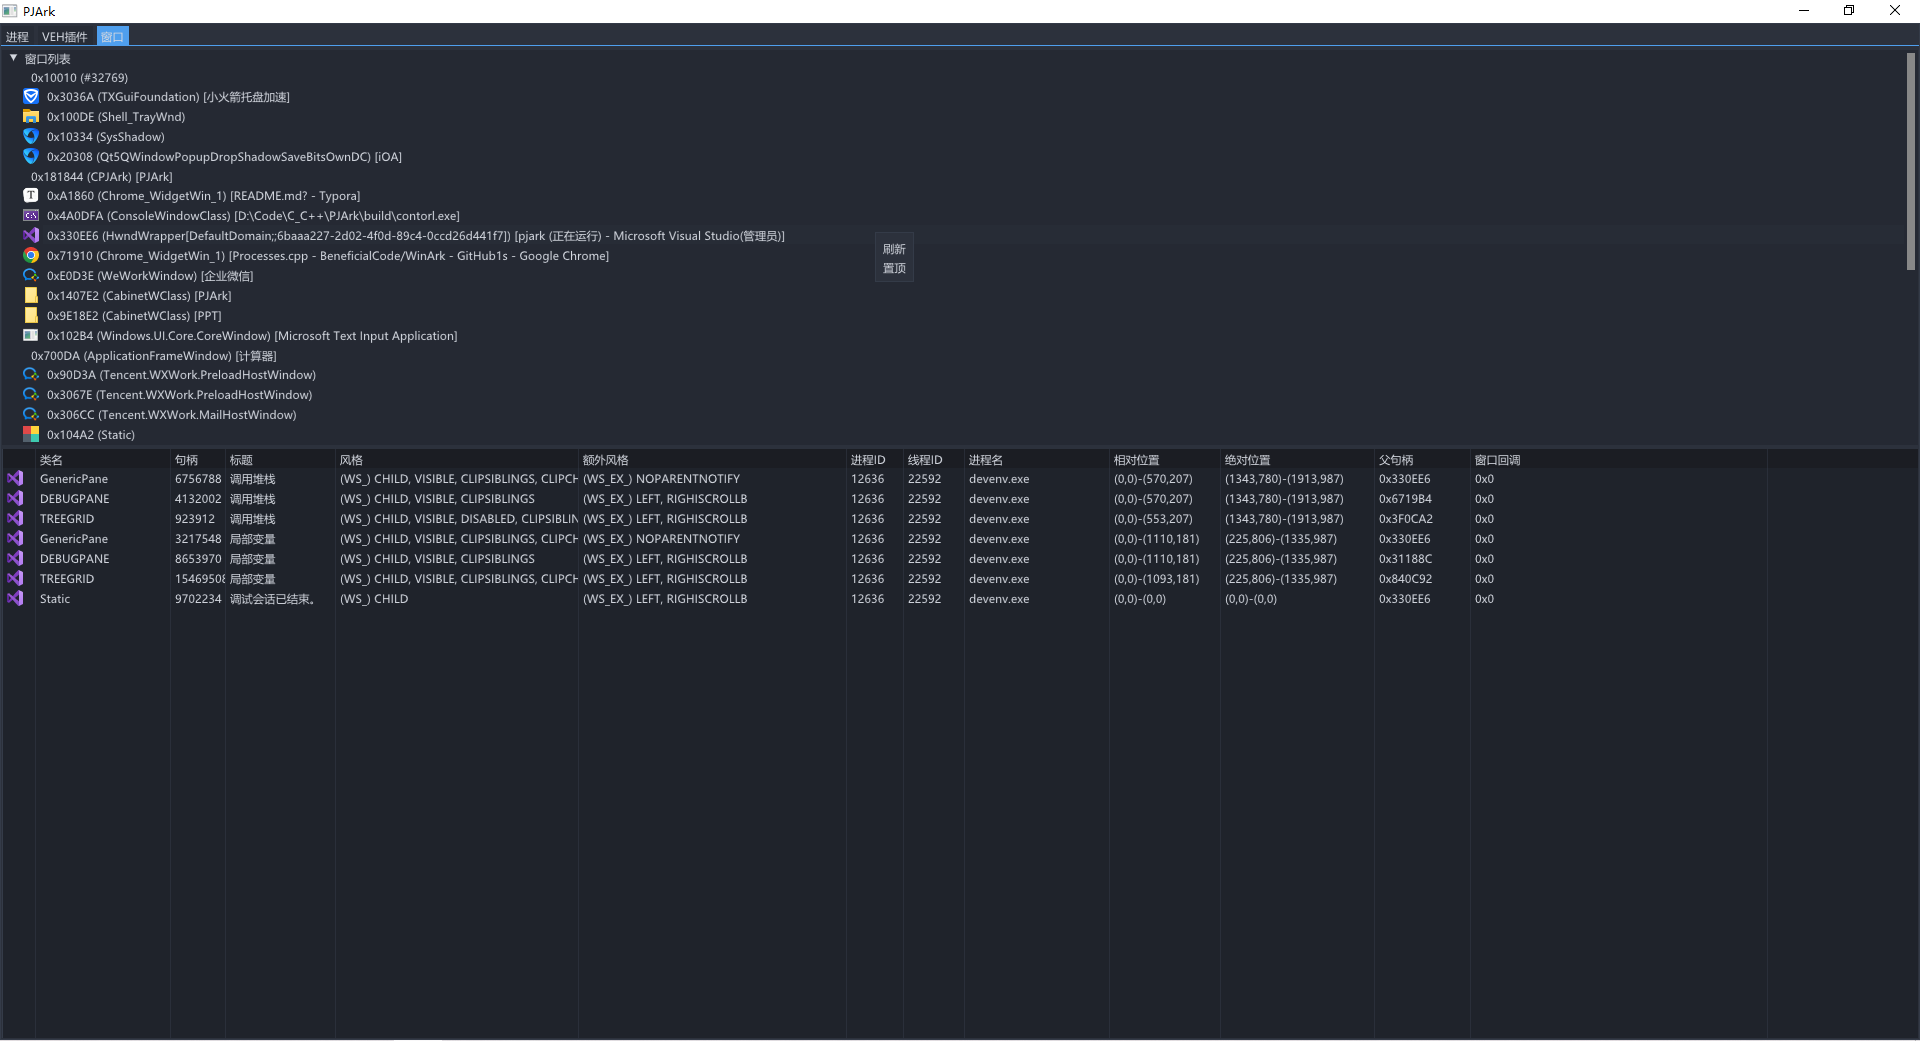 PJArk
进程 VEH插件 窗口
窗口列表
0x10010 (#32769)
0x3036A (TXGuiFoundation) [小火箭托盘加速]
0x100DE (Shell_TrayWnd)
0x10334 (SysShadow)
0x20308 (Qt5QWindowPopupDropShadowSaveBitsOwnDC) [iOA]
0x181844 (CPJArk) [PJArk]
0xA1860 (Chrome_WidgetWin_1) [README.md? - Typora]
0x4A0DFA (ConsoleWindowClass) [D:\Code\C_C++\PJArk\build\contorl.exe]
0x330EE6 (HwndWrapper[DefaultDomain;;6baaa227-2d02-4f0d-89c4-0ccd26d441f7]) [pjark (正在运行) - Microsoft Visual Studio(管理员)]
刷新
0x71910 (Chrome_WidgetWin_1) [Processes.cpp - BeneficialCode/WinArk - GitHub1s - Google Chrome]
置顶
0xE0D3E (WeWorkWindow) [企业微信]
0x1407E2 (CabinetWClass) [PJArk]
0x9E18E2 (CabinetWClass) [PPT]
0x102B4 (Windows.UI.Core.CoreWindow) [Microsoft Text Input Application]
0x700DA (ApplicationFrameWindow) [计算器]
0x90D3A (Tencent.WXWork.PreloadHostWindow)
0x3067E (Tencent.WXWork.PreloadHostWindow)
0x306CC (Tencent.WXWork.MailHostWindow)
0x104A2 (Static)
类名 句柄 标题 风格 额外风格 进程ID 线程ID 进程名 相对位置 绝对位置 父句柄 窗口回调
GenericPane 6756788 调用堆栈 (WS_) CHILD, VISIBLE, CLIPSIBLINGS, CLIPCH (WS_EX_) NOPARENTNOTIFY 12636 22592 devenv.exe (0,0)-(570,207) (1343,780)-(1913,987) 0x330EE6 0x0
DEBUGPANE 4132002 调用堆栈 (WS_) CHILD, VISIBLE, CLIPSIBLINGS (WS_EX_) LEFT, RIGHISCROLLB 12636 22592 devenv.exe (0,0)-(570,207) (1343,780)-(1913,987) 0x6719B4 0x0
TREEGRID 923912 调用堆栈 (WS_) CHILD, VISIBLE, DISABLED, CLIPSIBLIN (WS_EX_) LEFT, RIGHISCROLLB 12636 22592 devenv.exe (0,0)-(553,207) (1343,780)-(1913,987) 0x3F0CA2 0x0
GenericPane 3217548 局部变量 (WS_) CHILD, VISIBLE, CLIPSIBLINGS, CLIPCH (WS_EX_) NOPARENTNOTIFY 12636 22592 devenv.exe (0,0)-(1110,181) (225,806)-(1335,987) 0x330EE6 0x0
DEBUGPANE 8653970 局部变量 (WS_) CHILD, VISIBLE, CLIPSIBLINGS (WS_EX_) LEFT, RIGHISCROLLB 12636 22592 devenv.exe (0,0)-(1110,181) (225,806)-(1335,987) 0x31188C 0x0
TREEGRID 15469508 局部变量 (WS_) CHILD, VISIBLE, CLIPSIBLINGS, CLIPCH (WS_EX_) LEFT, RIGHISCROLLB 12636 22592 devenv.exe (0,0)-(1093,181) (225,806)-(1335,987) 0x840C92 0x0
Static 9702234 调试会话已结束。 (WS_) CHILD (WS_EX_) LEFT, RIGHISCROLLB 12636 22592 devenv.exe (0,0)-(0,0) (0,0)-(0,0) 0x330EE6 0x0